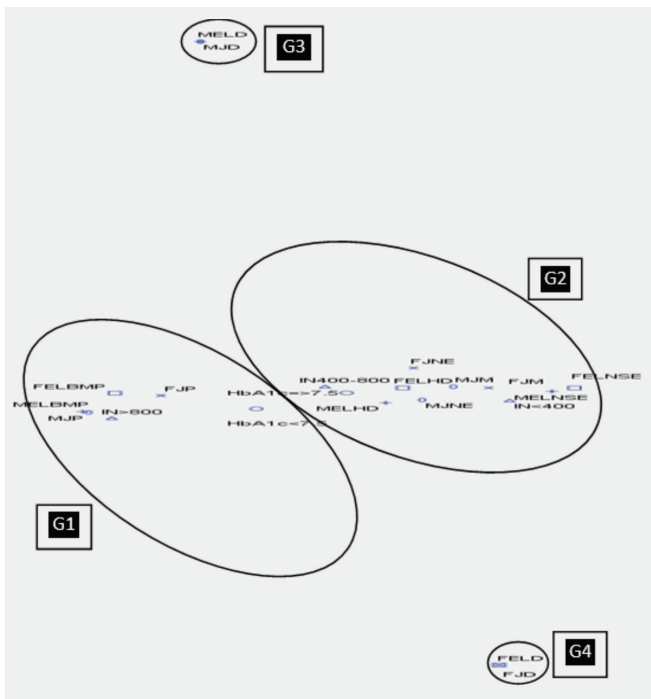 MELD
MJD
G3
G2
FJNE
IN400-800 FELHD MJM FJM FELNSE
FELBMP FJP HbA1c=>7.5 MELNSE
MELBMP IN>800 MELHD MJNE IN<400
MJP HbA1c<7.5
G1
FELD
FJD
G4